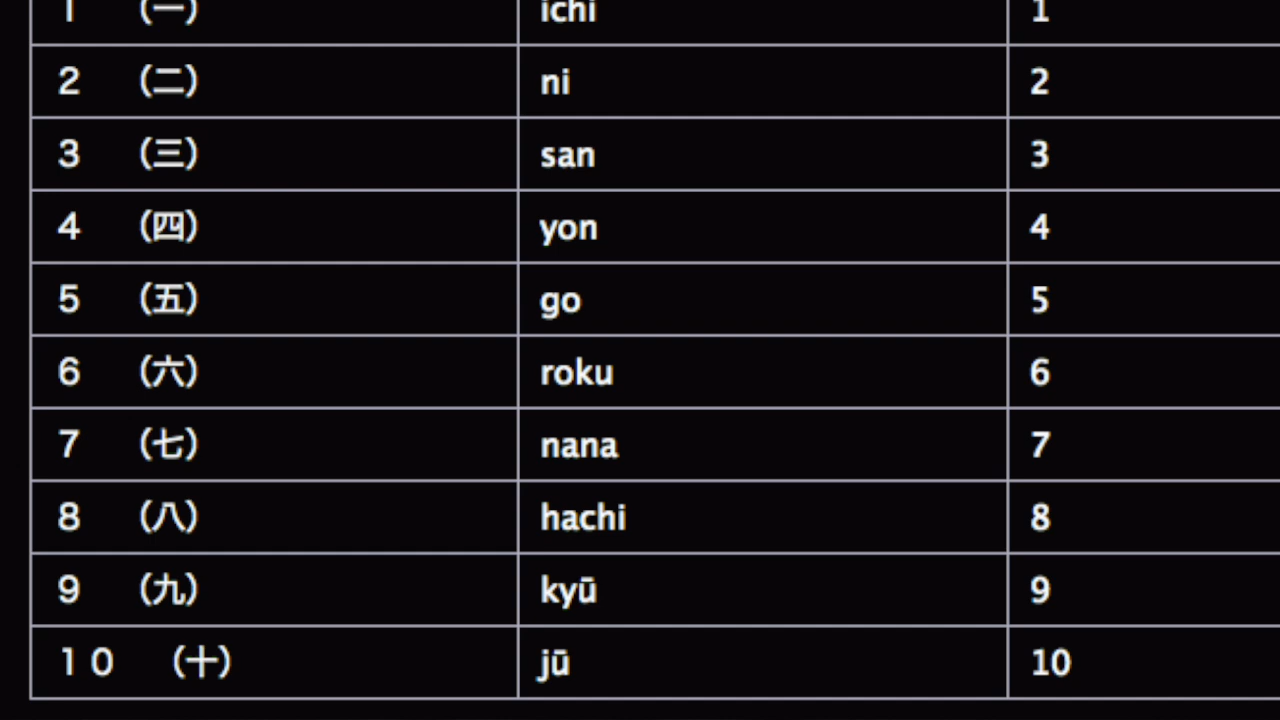 1 （一） ichi 1
２ （二） ni 2
３ （三） san 3
４ （四） yon 4
５ （五） go 5
６ （六） roku 6
７ （七） nana 7
８ （八） hachi 8
９ （九） kyū 9
１０ （十） jū 10